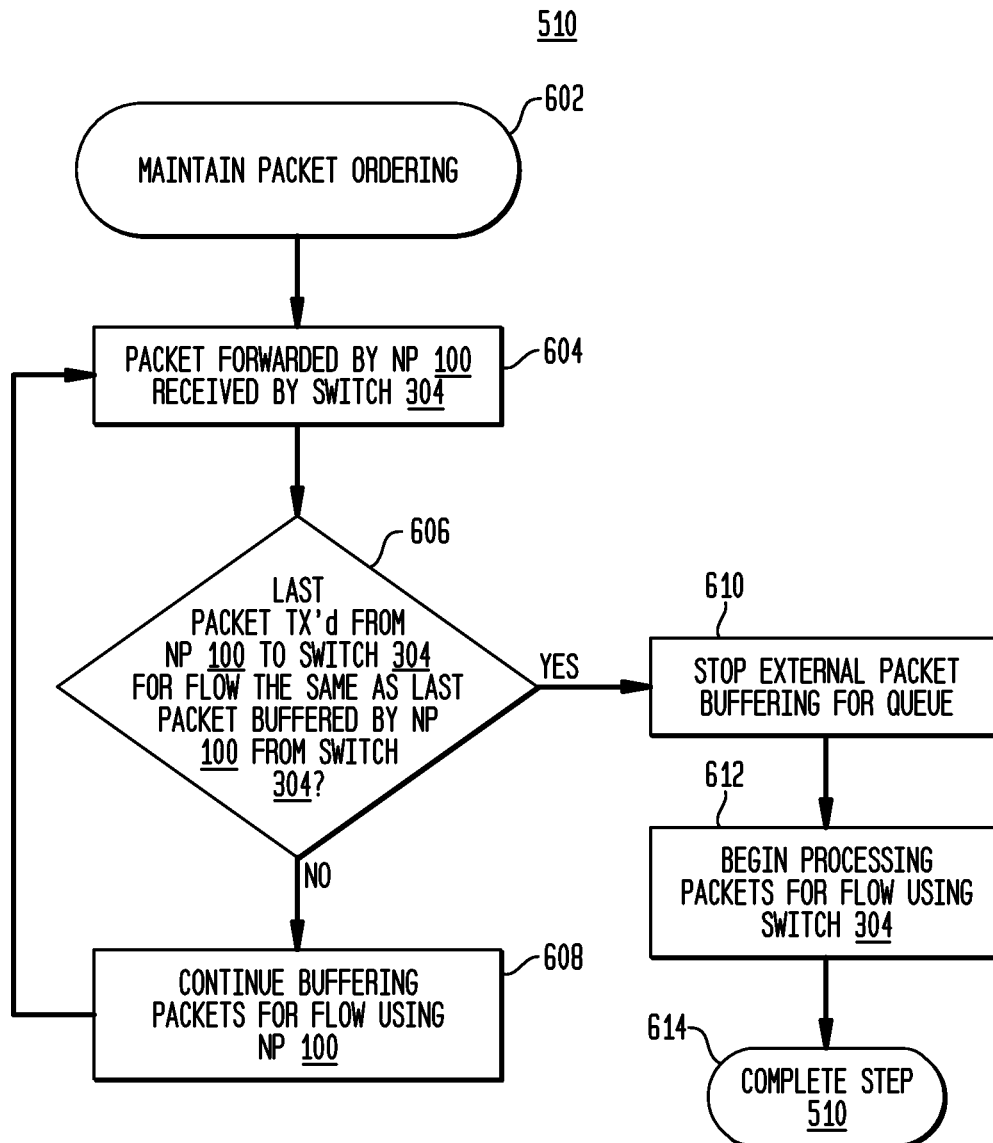 510
602
MAINTAIN PACKET ORDERING
PACKET FORWARDED BY NP 100
RECEIVED BY SWITCH 304
604
606
LAST
PACKET TX'd FROM
NP 100 TO SWITCH 304
FOR FLOW THE SAME AS LAST
PACKET BUFFERED BY NP
100 FROM SWITCH
304?
YES
NO
608
CONTINUE BUFFERING
PACKETS FOR FLOW USING
NP 100
610
STOP EXTERNAL PACKET
BUFFERING FOR QUEUE
612
BEGIN PROCESSING
PACKETS FOR FLOW USING
SWITCH 304
614
COMPLETE STEP
510